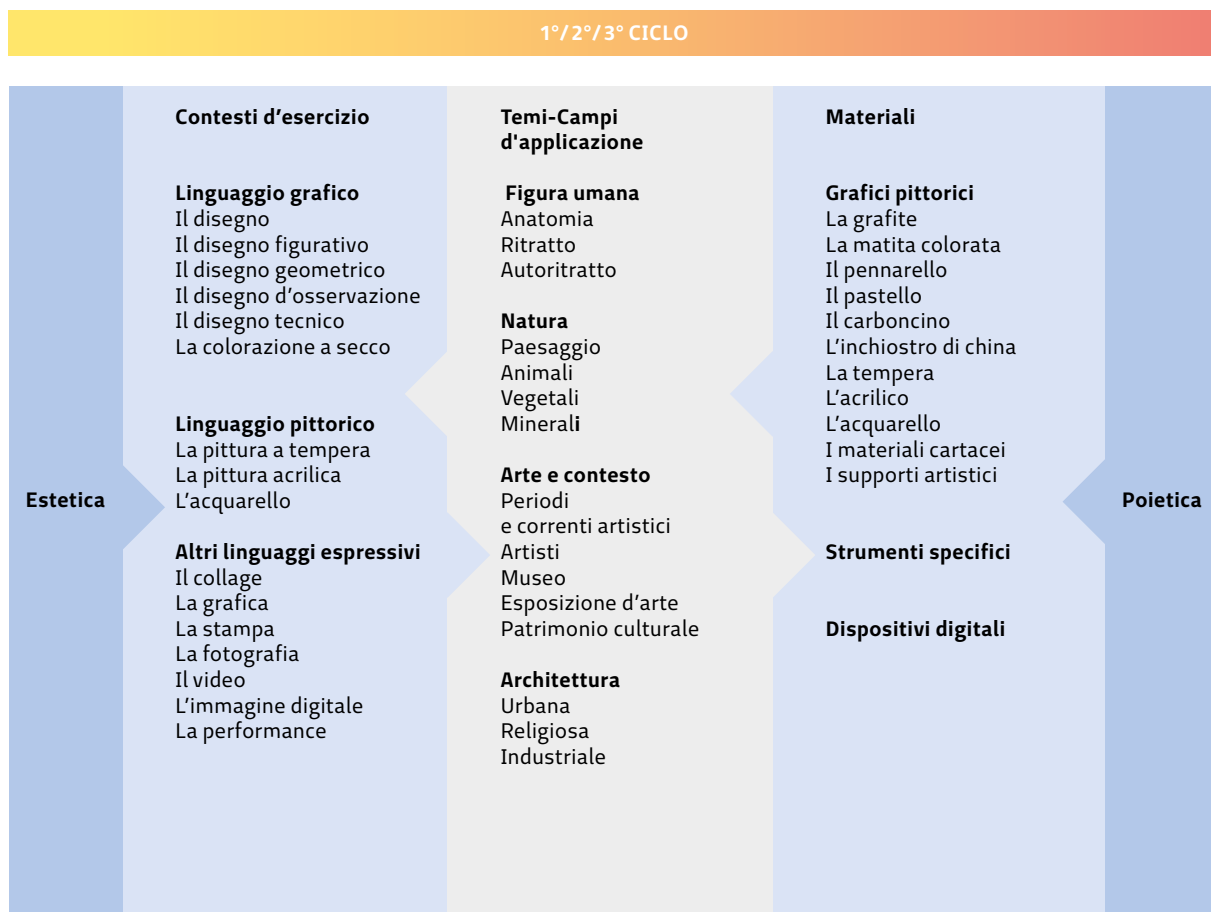 1°/2°/3° CICLO
Estetica
Contesti d'esercizio
Linguaggio grafico
Il disegno
Il disegno figurativo
Il disegno geometrico
Il disegno d'osservazione
Il disegno tecnico
La colorazione a secco
Linguaggio pittorico
La pittura a tempera
La pittura acrilica
L'acquarello
Altri linguaggi espressivi
Il collage
La grafica
La stampa
La fotografia
Il video
L'immagine digitale
La performance
Temi-Campi
d'applicazione
Figura umana
Anatomia
Ritratto
Autoritratto
Natura
Paesaggio
Animali
Vegetali
Minerali
Arte e contesto
Periodi
e correnti artistici
Artisti
Museo
Esposizione d'arte
Patrimonio culturale
Architettura
Urbana
Religiosa
Industriale
Materiali
Grafici pittorici
La grafite
La matita colorata
Il pennarello
Il pastello
Il carboncino
L'inchiostro di china
La tempera
L'acrilico
L'acquarello
I materiali cartacei
I supporti artistici
Strumenti specifici
Dispositivi digitali
Poietica